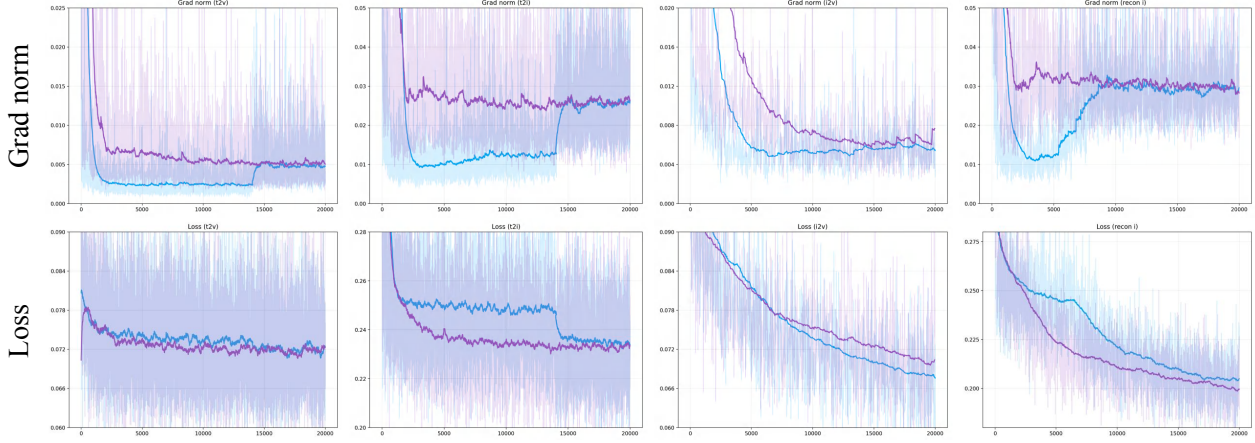 Grad norm
Grad norm (t2v)
0.025
0.020
0.015
0.010
0.005
0.000
0 5000 10000 15000 20000
Grad norm (t2i)
0.05
0.04
0.03
0.02
0.01
0.00
0 5000 10000 15000 20000
Grad norm (i2v)
0.020
0.016
0.012
0.008
0.004
0.000
0 5000 10000 15000 20000
Grad norm (recon i)
0.05
0.04
0.03
0.02
0.01
0.00
0 5000 10000 15000 20000
Loss
Loss (t2v)
0.090
0.084
0.078
0.072
0.066
0.060
0 5000 10000 15000 20000
Loss (t2i)
0.28
0.26
0.24
0.22
0.20
0 5000 10000 15000 20000
Loss (i2v)
0.090
0.084
0.078
0.072
0.066
0.060
0 5000 10000 15000 20000
Loss (recon i)
0.275
0.250
0.225
0.200
0 5000 10000 15000 20000